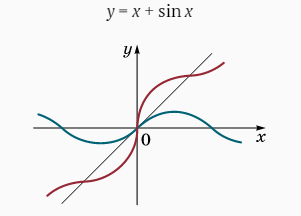 y = x + sin x
y
0
x